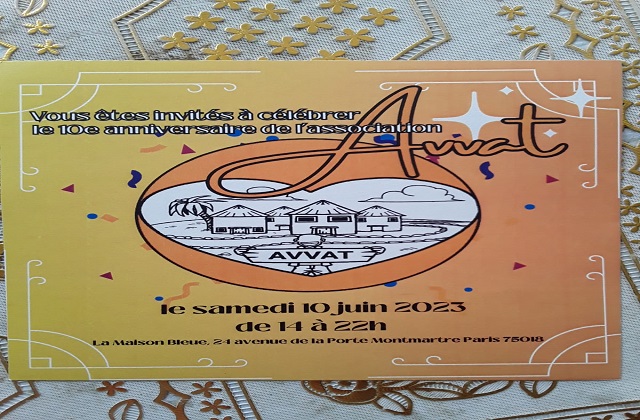 Vous êtes invités à célébrer
le 10e anniversaire de l'association
Avvat
AVVAT
le samedi 10 juin 2023
de 14 à 22h
La Maison Bleue, 24 avenue de la Porte Montmartre Paris 75018